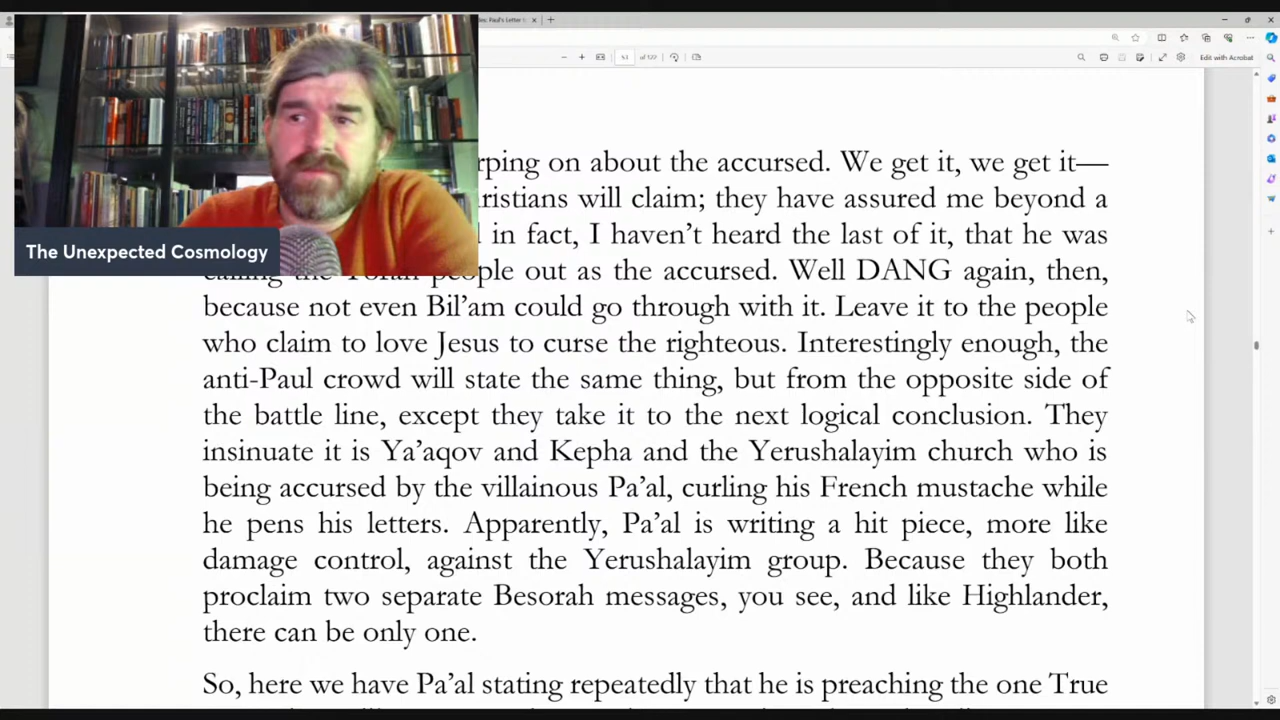 Paul's Letter t
53 of 122
Edit with Acrobat
The Unexpected Cosmology
rping on about the accursed. We get it, we get it—
ristians will claim; they have assured me beyond a
in fact, I haven't heard the last of it, that he was
people out as the accursed. Well DANG again, then,
because not even Bil'am could go through with it. Leave it to the people
who claim to love Jesus to curse the righteous. Interestingly enough, the
anti-Paul crowd will state the same thing, but from the opposite side of
the battle line, except they take it to the next logical conclusion. They
insinuate it is Ya'aqov and Kepha and the Yerushalayim church who is
being accursed by the villainous Pa'al, curling his French mustache while
he pens his letters. Apparently, Pa'al is writing a hit piece, more like
damage control, against the Yerushalayim group. Because they both
proclaim two separate Besorah messages, you see, and like Highlander,
there can be only one.
So, here we have Pa'al stating repeatedly that he is preaching the one True